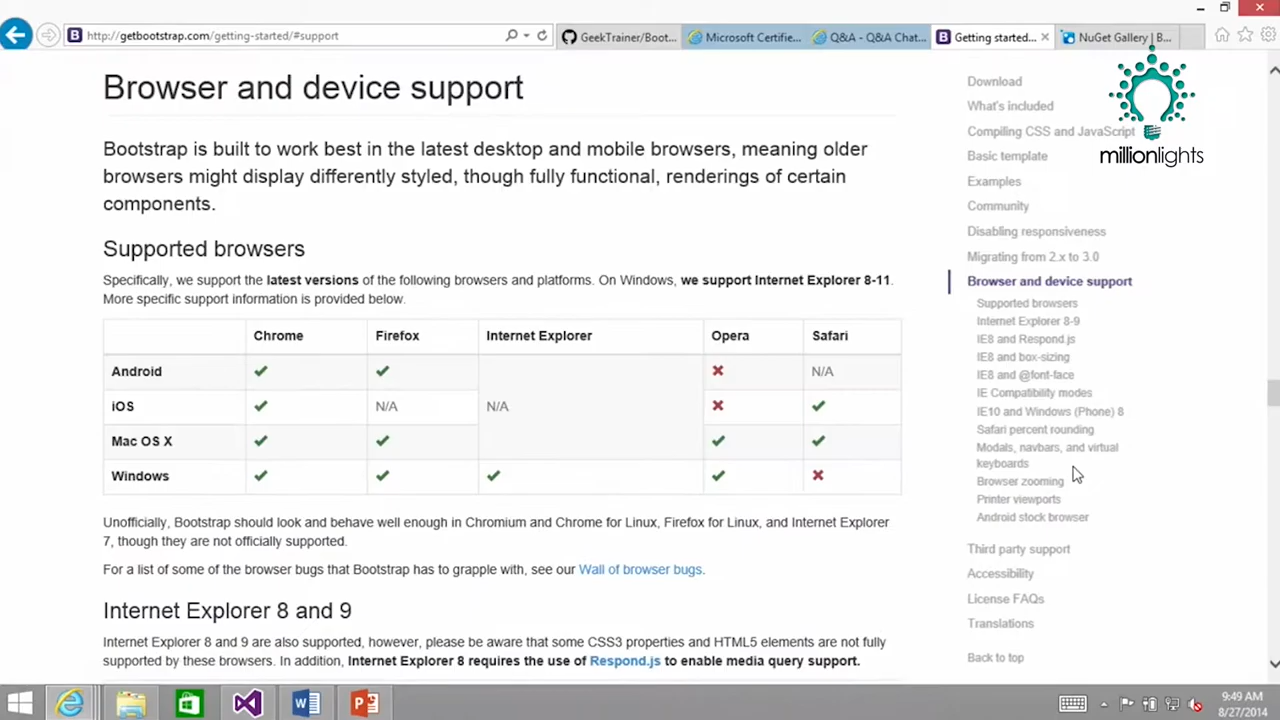 http://getbootstrap.com/getting-started/#support
GeekTrainer/Boot...
Microsoft Certifie...
Q&A - Q&A Chat...
Getting started...
NuGet Gallery | B...
millionlights
Browser and device support
Bootstrap is built to work best in the latest desktop and mobile browsers, meaning older
browsers might display differently styled, though fully functional, renderings of certain
components.
Supported browsers
Specifically, we support the latest versions of the following browsers and platforms. On Windows, we support Internet Explorer 8-11.
More specific support information is provided below.
Chrome Firefox Internet Explorer Opera Safari
Android N/A
iOS N/A N/A
Mac OS X
Windows
Unofficially, Bootstrap should look and behave well enough in Chromium and Chrome for Linux, Firefox for Linux, and Internet Explorer
7, though they are not officially supported.
For a list of some of the browser bugs that Bootstrap has to grapple with, see our Wall of browser bugs.
Internet Explorer 8 and 9
Internet Explorer 8 and 9 are also supported, however, please be aware that some CSS3 properties and HTML5 elements are not fully
supported by these browsers. In addition, Internet Explorer 8 requires the use of Respond.js to enable media query support.
Download
What's included
Compiling CSS and JavaScript
Basic template
Examples
Community
Disabling responsiveness
Migrating from 2.x to 3.0
Browser and device support
Supported browsers
Internet Explorer 8-9
IE8 and Respond.js
IE8 and box-sizing
IE8 and @font-face
IE Compatibility modes
IE10 and Windows (Phone) 8
Safari percent rounding
Modals, navbars, and virtual
keyboards
Browser zooming
Printer viewports
Android stock browser
Third party support
Accessibility
License FAQs
Translations
Back to top
9:49 AM
8/27/2014